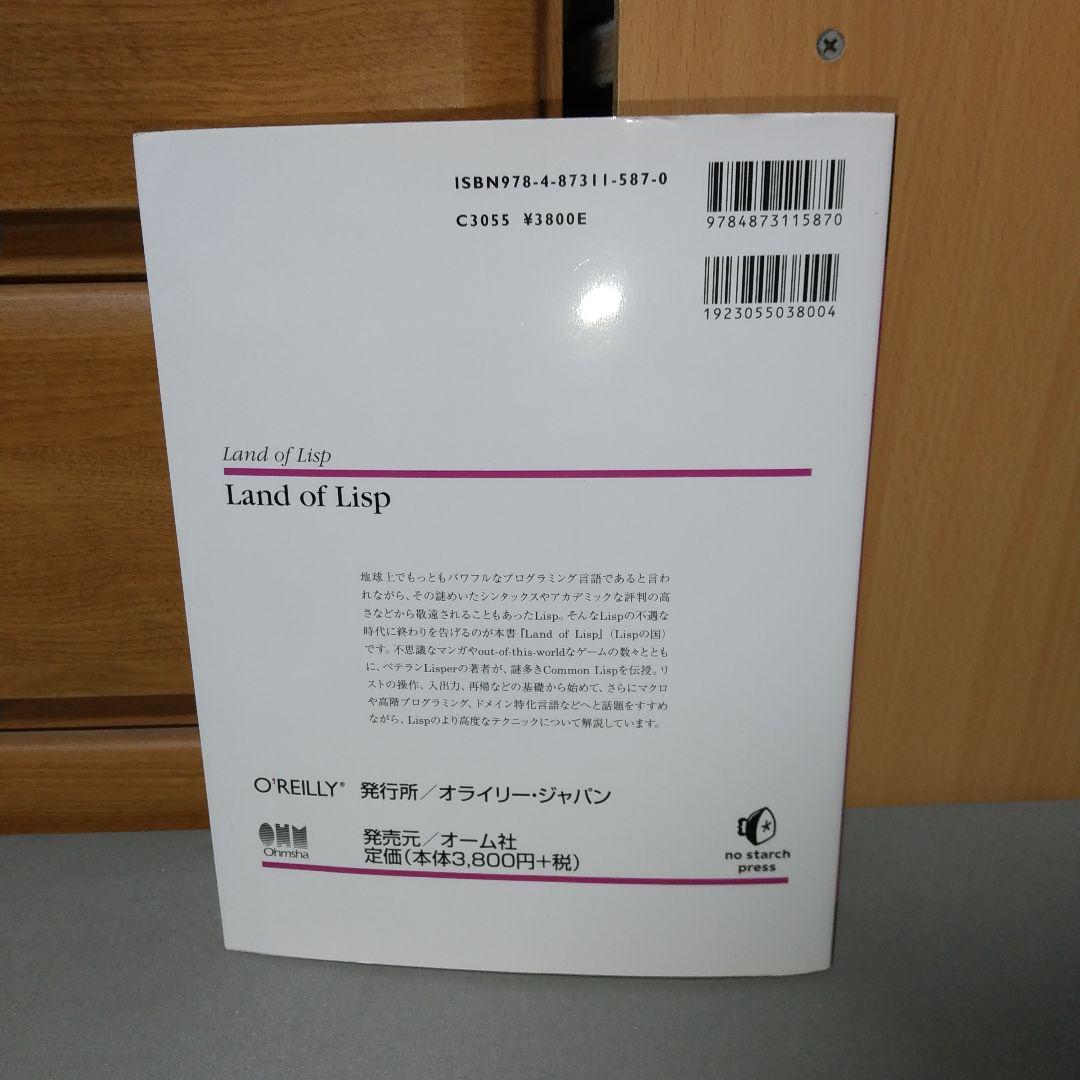 ISBN978-4-87311-587-0
C3055 ¥3800E
9784873115870
1923055038004
Land of Lisp
Land of Lisp
地球上でもっともパワフルなプログラミング言語であると言わ
れながら、その謎めいたシンタックスやアカデミックな評判の高
さなどから敬遠されることもあったLisp。そんなLispの不遇な
時代に終わりを告げるのが本書『Land of Lisp』(Lispの国)
です。不思議なマンガやout-of-this-worldなゲームの数々ととも
に、ベテランLisperの著者が、謎多きCommon Lispを伝授。リ
ストの操作、入出力、再帰などの基礎から始めて、さらにマクロ
や高階プログラミング、ドメイン特化言語などへと話題をすすめ
ながら、Lispのより高度なテクニックについて解説しています。
O'REILLY® 発行所/オライリー・ジャパン
OHM
Ohmsha
発売元/オーム社
定価(本体3,800円+税)
no starch
press